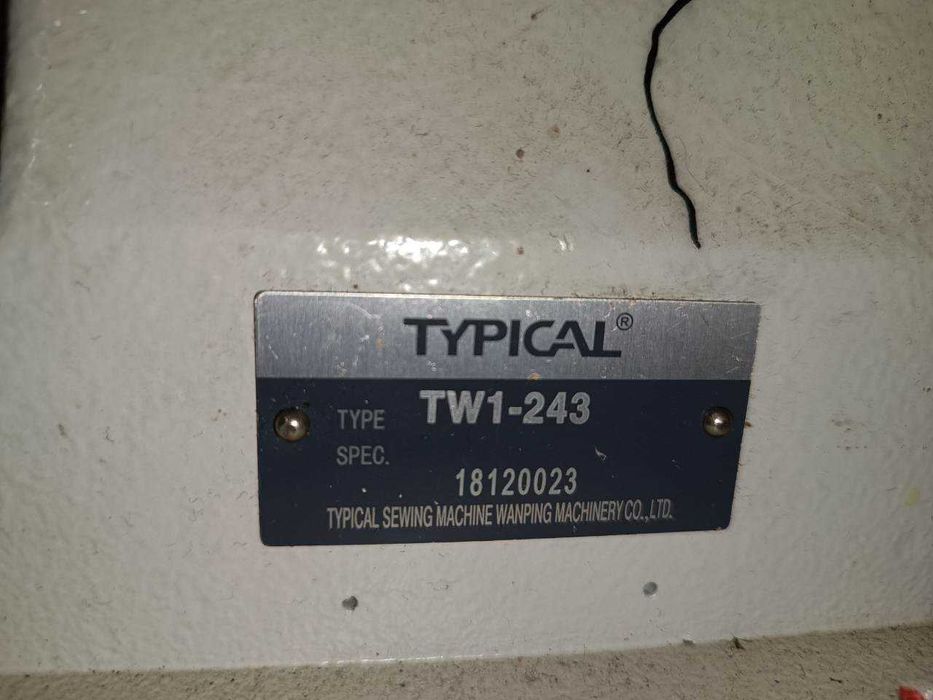 TYPICAL®
TYPE TW1-243
SPEC.
18120023
TYPICAL SEWING MACHINE WANPING MACHINERY CO.,LTD.